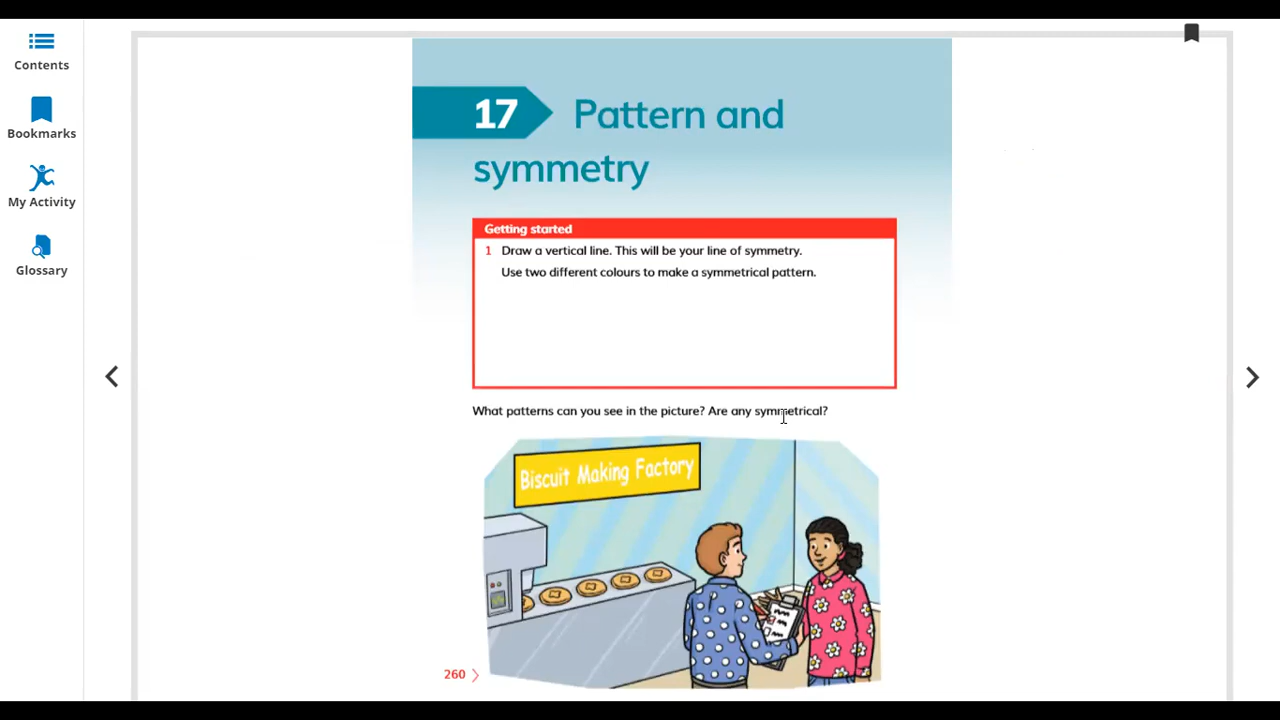 Contents
Bookmarks
My Activity
Glossary
17 Pattern and
symmetry
Getting started
1 Draw a vertical line. This will be your line of symmetry.
Use two different colours to make a symmetrical pattern.
What patterns can you see in the picture? Are any symmetrical?
Biscuit Making Factory
260